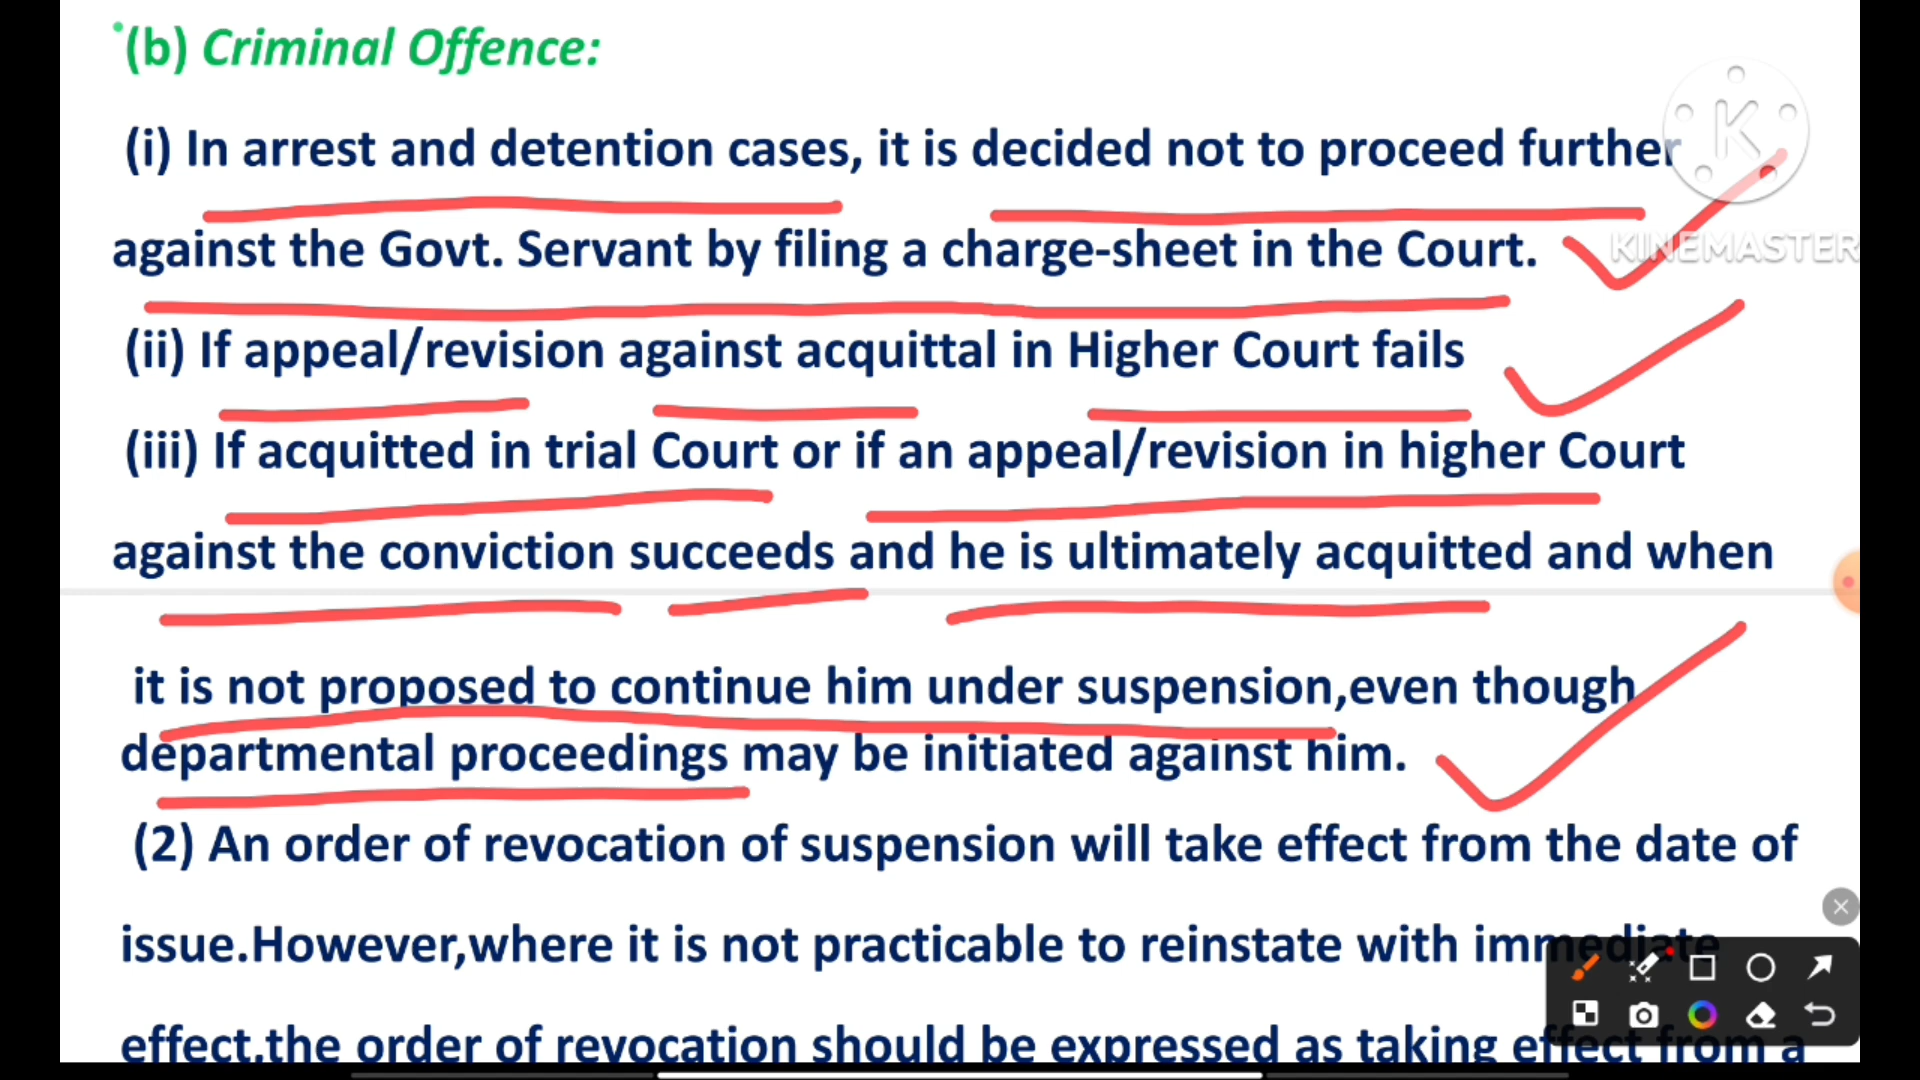 (b) Criminal Offence:
(i) In arrest and detention cases, it is decided not to proceed further
K
against the Govt. Servant by filing a charge-sheet in the Court.
KINEMASTER
(ii) If appeal/revision against acquittal in Higher Court fails
(iii) If acquitted in trial Court or if an appeal/revision in higher Court
against the conviction succeeds and he is ultimately acquitted and when
it is not proposed to continue him under suspension,even though
departmental proceedings may be initiated against him.
(2) An order of revocation of suspension will take effect from the date of
issue.However,where it is not practicable to reinstate with immediate
effect,the order of revocation should be expressed as taking effect from a